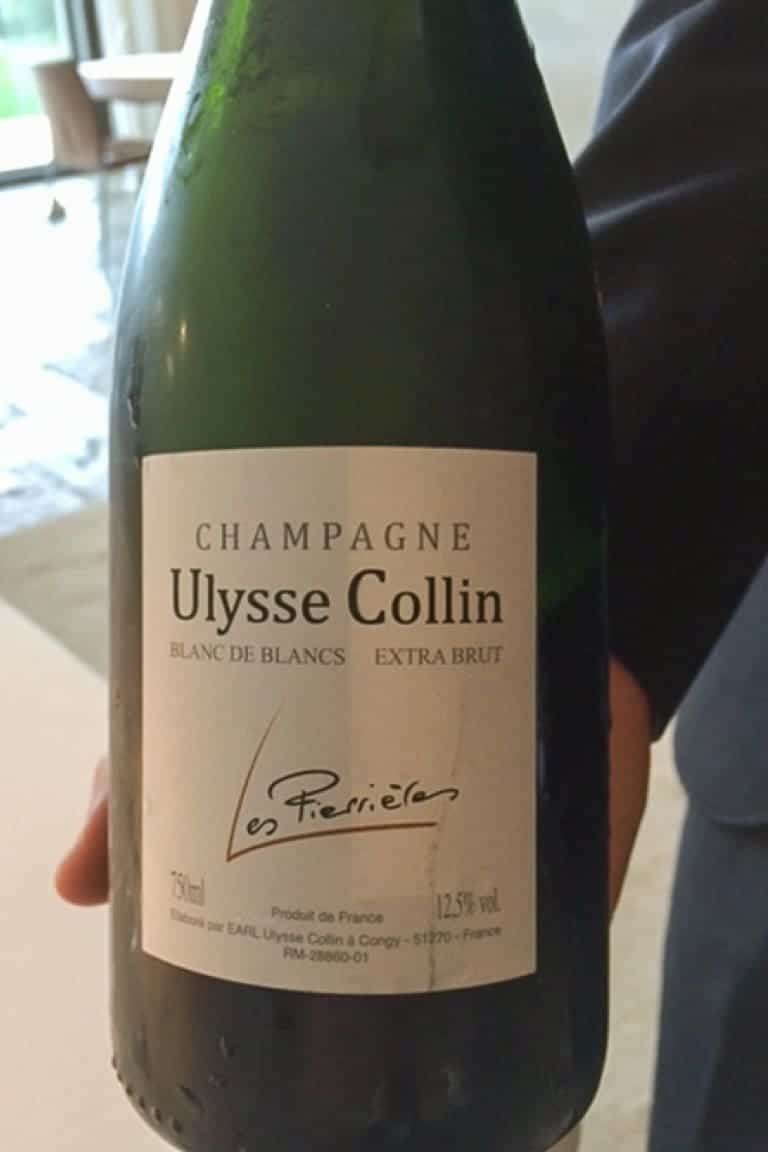 CHAMPAGNE
Ulysse Collin
BLANC DE BLANCS EXTRA BRUT
Les Pierrières
750ml
12.5% vol.
Produit de France
Elaboré par EARL Ulysse Collin à Congy - 51270 - France
RM-28860-01